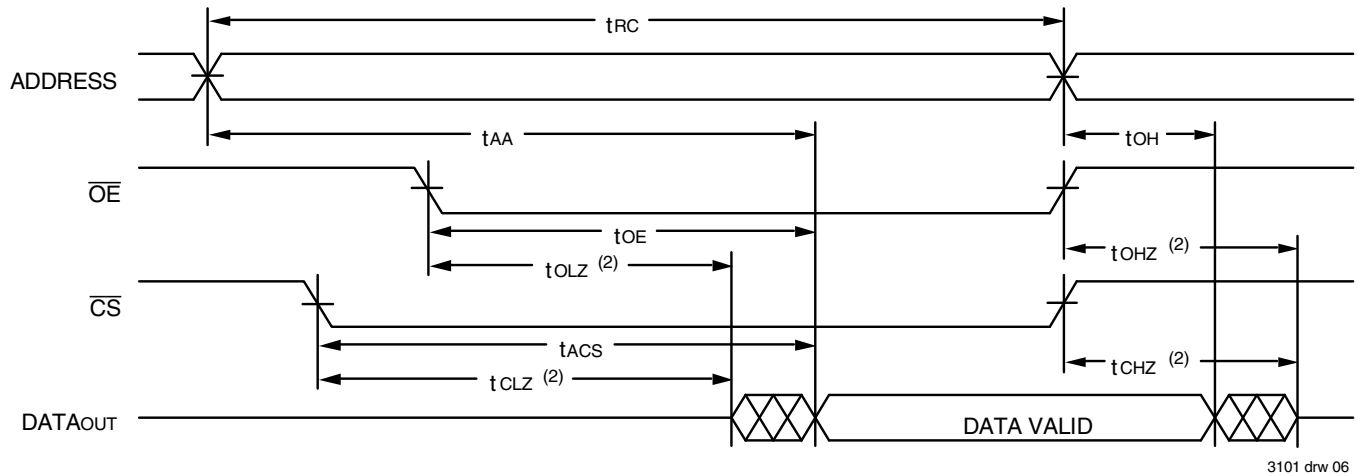 tRC
ADDRESS
tAA
tOH
OE
tOE
tOLZ (2)
tOHZ (2)
CS
tACS
tCLZ (2)
tCHZ (2)
DATAOUT
DATA VALID
3101 drw 06